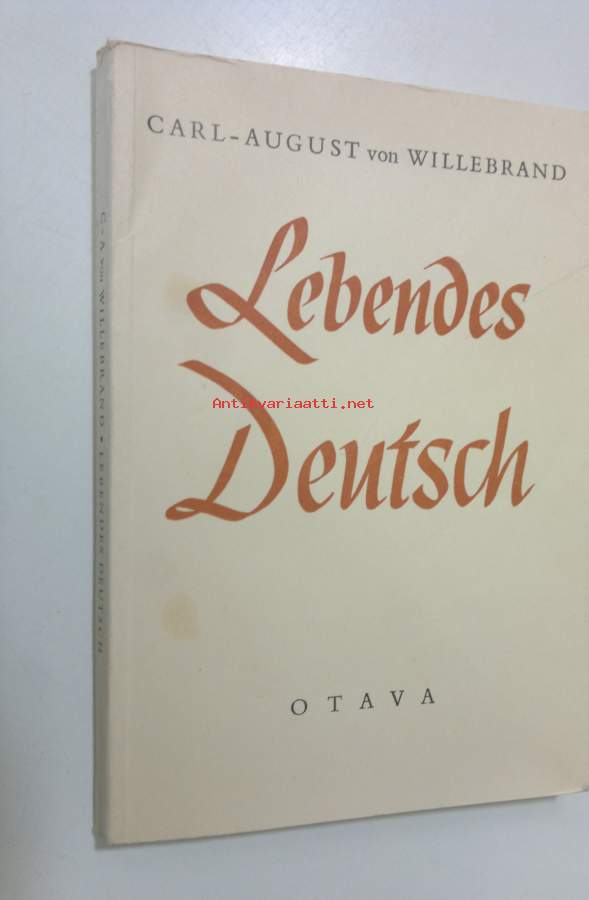 CARL-AUGUST von WILLEBRAND
Lebendes
Antikvariaatti.net
Deutsch
OTAVA
C-A von WILLEBRAND • LEBENDES DEUTSCH